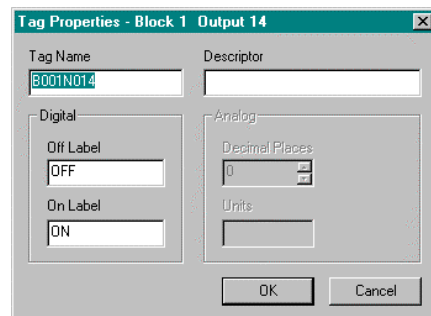 Tag Properties - Block 1 Output 14
Tag Name
B001N014
Descriptor
Digital
Off Label
OFF
On Label
ON
Analog
Decimal Places
0
Units
OK
Cancel